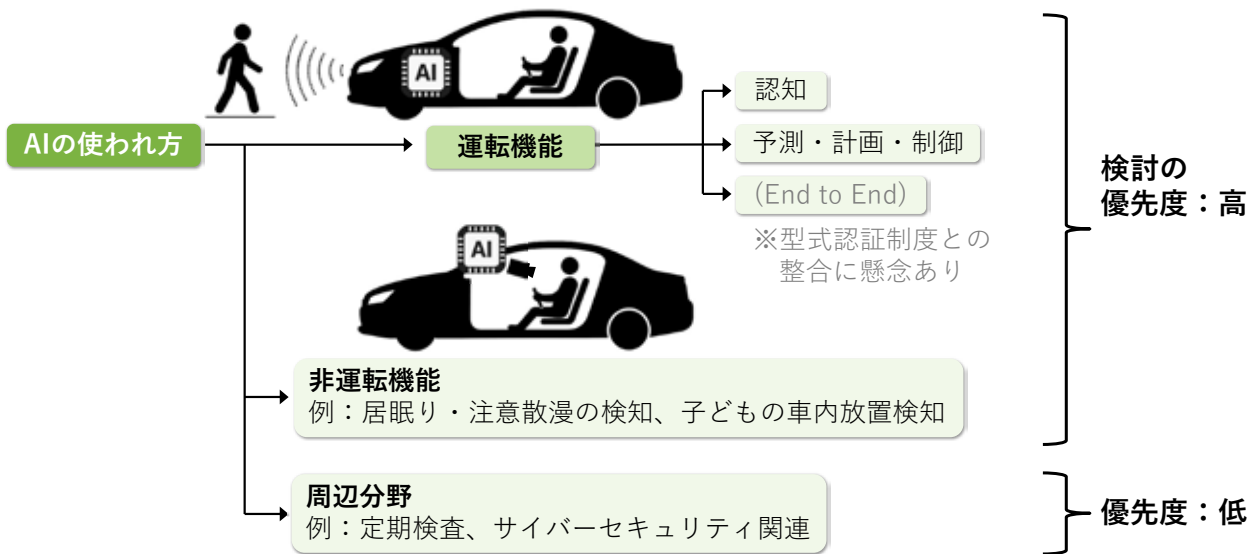 AI
認知
AIの使われ方
運転機能
予測・計画・制御
(End to End)
※型式認証制度との
整合に懸念あり
検討の
優先度：高
AI
非運転機能
例：居眠り・注意散漫の検知、子どもの車内放置検知
周辺分野
例：定期検査、サイバーセキュリティ関連
優先度：低